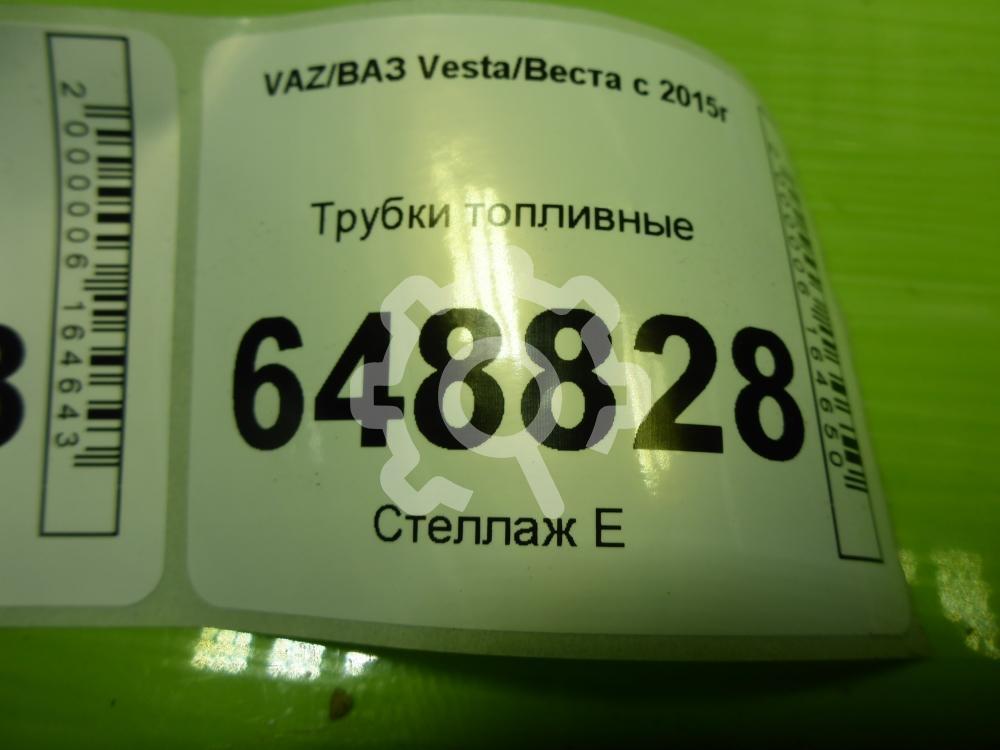 2000006164643
VAZ/ВАЗ Vesta/Веста с 2015г
Трубки топливные
648828
Стеллаж Е